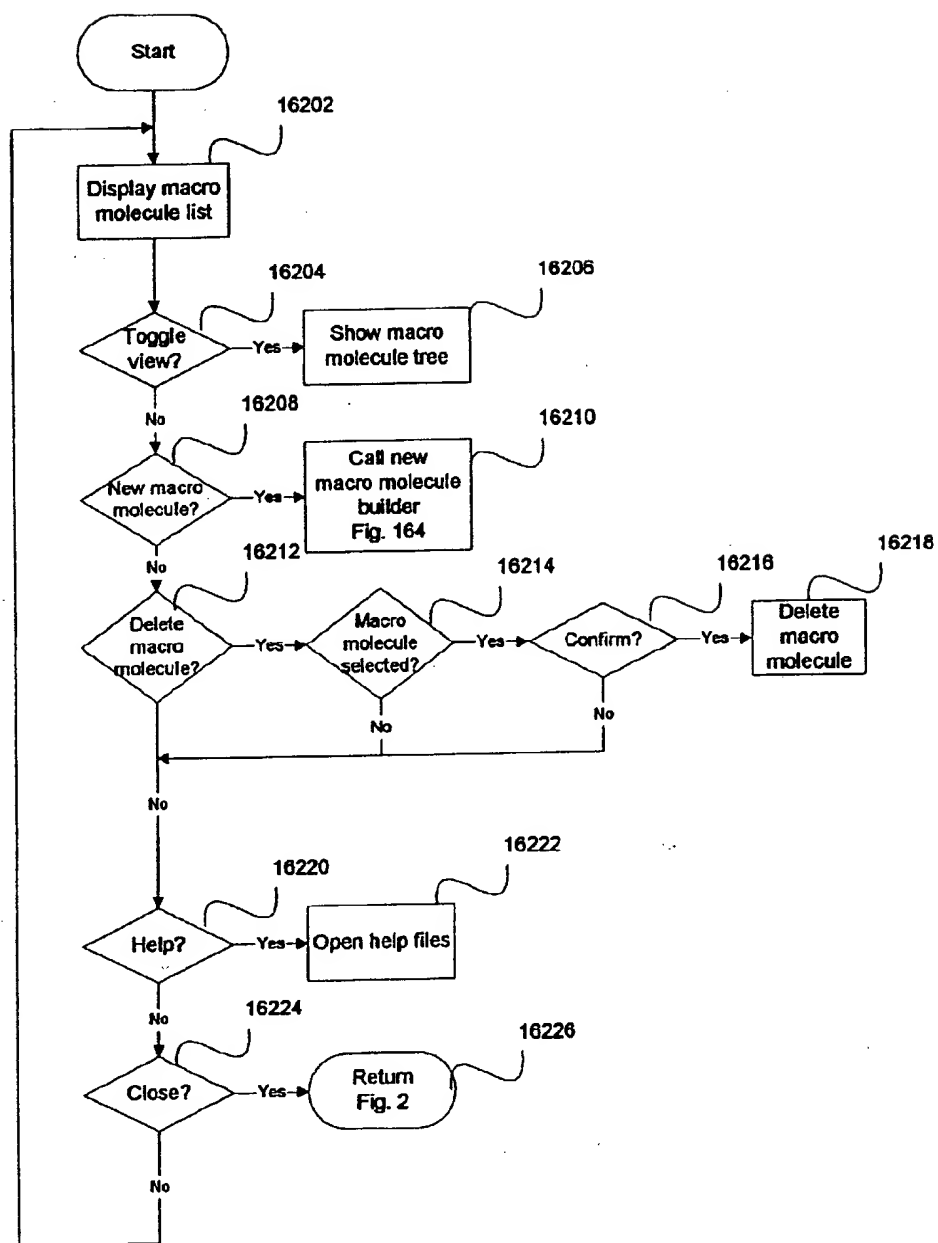 Start
16202
Display macro
molecule list
16204
16206
Toggle
view?
Yes
Show macro
molecule tree
No
16208
16210
New macro
molecule?
Yes
Call new
macro molecule
builder
Fig. 164
No
16212
16214
16216
16218
Delete
macro
molecule?
Yes
Macro
molecule
selected?
Yes
Confirm?
Yes
Delete
macro
molecule
No
No
No
16220
16222
Help?
Yes
Open help files
No
16224
16226
Close?
Yes
Return
Fig. 2
No